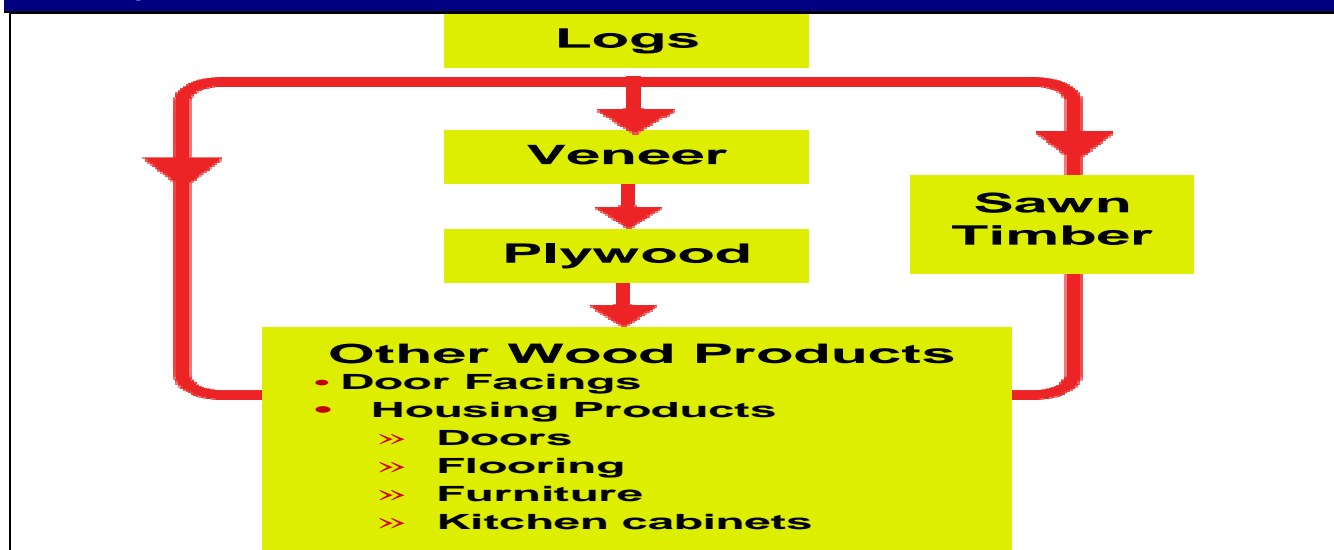 Logs
Veneer
Sawn
Timber
Plywood
Other Wood Products
• Door Facings
• Housing Products
» Doors
» Flooring
» Furniture
» Kitchen cabinets